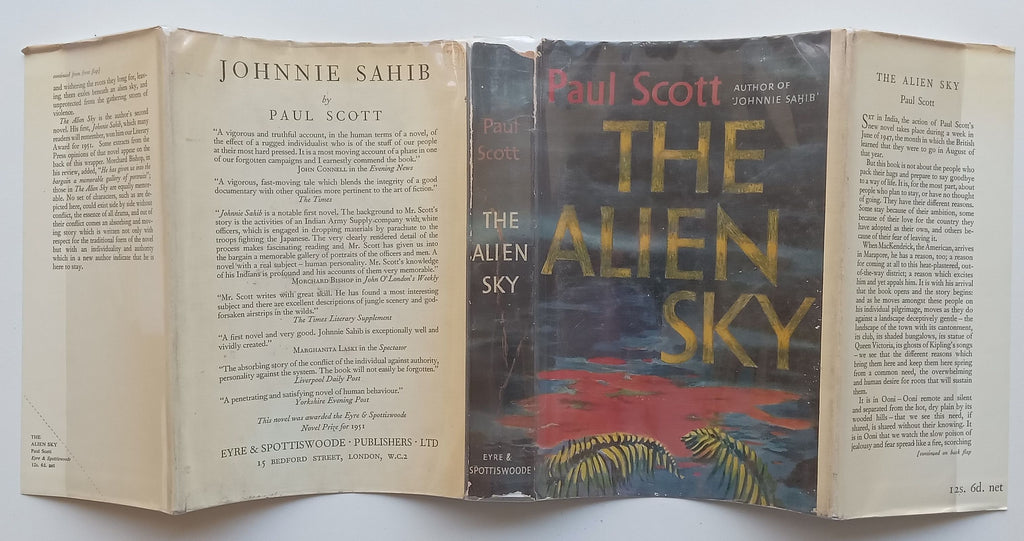 continued from front flap)
and withering the roots they long for, leav-
ing them exiles beneath an alien sky, and
unprotected from the gathering storm of
violence.
The Alien Sky is the author's second
novel. His first, Johnnie Sahib, which many
readers will remember, won him our Literary
Award for 1951. Some extracts from the
Press opinions of that novel appear on the
back of this wrapper. Morchard Bishop, in
his review, added, "He has given us into the
bargain a memorable gallery of portraits";
those in The Alien Sky are equally memor-
able. No set of characters, such as are de-
picted here, could exist side by side without
conflict, the essence of all drama, and out of
their conflict comes an absorbing and mov-
ing story which is written not only with
respect for the traditional form of the novel
but with an individuality and authority
which in a new author indicate that he is
here to stay.
THE
ALIEN SKY
Paul Scott
Eyre & Spottiswoode
12s. 6d. net
JOHNNIE SAHIB
by
PAUL SCOTT
"A vigorous and truthful account, in the human terms of a novel, of
the effect of a rugged individualist who is of the stuff of our people
at their most hard pressed. It is a most moving account of a phase in one
of our forgotten campaigns and I earnestly commend the book."
JOHN CONNELL in the Evening News
"A vigorous, fast-moving tale which blends the integrity of a good
documentary with other qualities more pertinent to the art of fiction."
The Times
"Johnnie Sahib is a notable first novel. The background to Mr. Scott's
story is the activities of an Indian Army Supply-company with white
officers, which is engaged in dropping materials by parachute to the
troops fighting the Japanese. The very clearly rendered detail of the
process makes fascinating reading and Mr. Scott has given us into
the bargain a memorable gallery of portraits of the officers and men. A
novel with a real subject – human personality. Mr. Scott's knowledge
of his Indians is profound and his accounts of them very memorable."
MORCHARD BISHOP in John O'London's Weekly
"Mr. Scott writes with great skill. He has found a most interesting
subject and there are excellent descriptions of jungle scenery and god-
forsaken airstrips in the wilds."
The Times Literary Supplement
"A first novel and very good. Johnnie Sahib is exceptionally well and
vividly created."
MARGHANITA LASKI in the Spectator
"The absorbing story of the conflict of the individual against authority,
personality against the system. The book will not easily be forgotten."
Liverpool Daily Post
"A penetrating and satisfying novel of human behaviour."
Yorkshire Evening Post
This novel was awarded the Eyre & Spottiswoode
Novel Prize for 1951
EYRE & SPOTTISWOODE · PUBLISHERS · LTD
15 BEDFORD STREET, LONDON, W.C.2
Paul
Scott
THE
ALIEN
SKY
EYRE &
SPOTTISWOODE
Paul Scott
AUTHOR OF
'JOHNNIE SAHIB'
THE
ALIEN
SKY
THE ALIEN SKY
Paul Scott
SET in India, the action of Paul Scott's
new novel takes place during a week in
June of 1947, the month in which the British
learned that they were to go in August of
that year.
But this book is not about the people who
pack their bags and prepare to say goodbye
to a way of life. It is, for the most part, about
people who plan to stay, or have no thought
of going. They have their different reasons.
Some stay because of their ambition, some
because of their love for the country they
have adopted as their own, and others be-
cause of their fear of leaving it.
When MacKendrick, the American, arrives
in Marapore, he has a reason, too; a reason
for coming at all to this heat-plastered, out-
of-the-way district; a reason which excises
him and yet appals him. It is with his arrival
that the book opens and the story begins
and as he moves amongst these people on
his individual pilgrimage, moves as they do
against a landscape deceptively gentle – the
landscape of the town with its cantonment,
its club, its shaded bungalows, its statue of
Queen Victoria, its ghosts of Kipling's songs
– we see that the different reasons which
bring them here and keep them here spring
from a common need, the overwhelming
and human desire for roots that will sustain
them.
It is in Ooni – Ooni remote and silent
and separated from the hot, dry plain by its
wooded hills – that we see this need, if
shared, is shared without their knowing. It
is in Ooni that we watch the slow poison of
jealousy and fear spread like a fire, scorching
[continued on back flap
12s. 6d. net